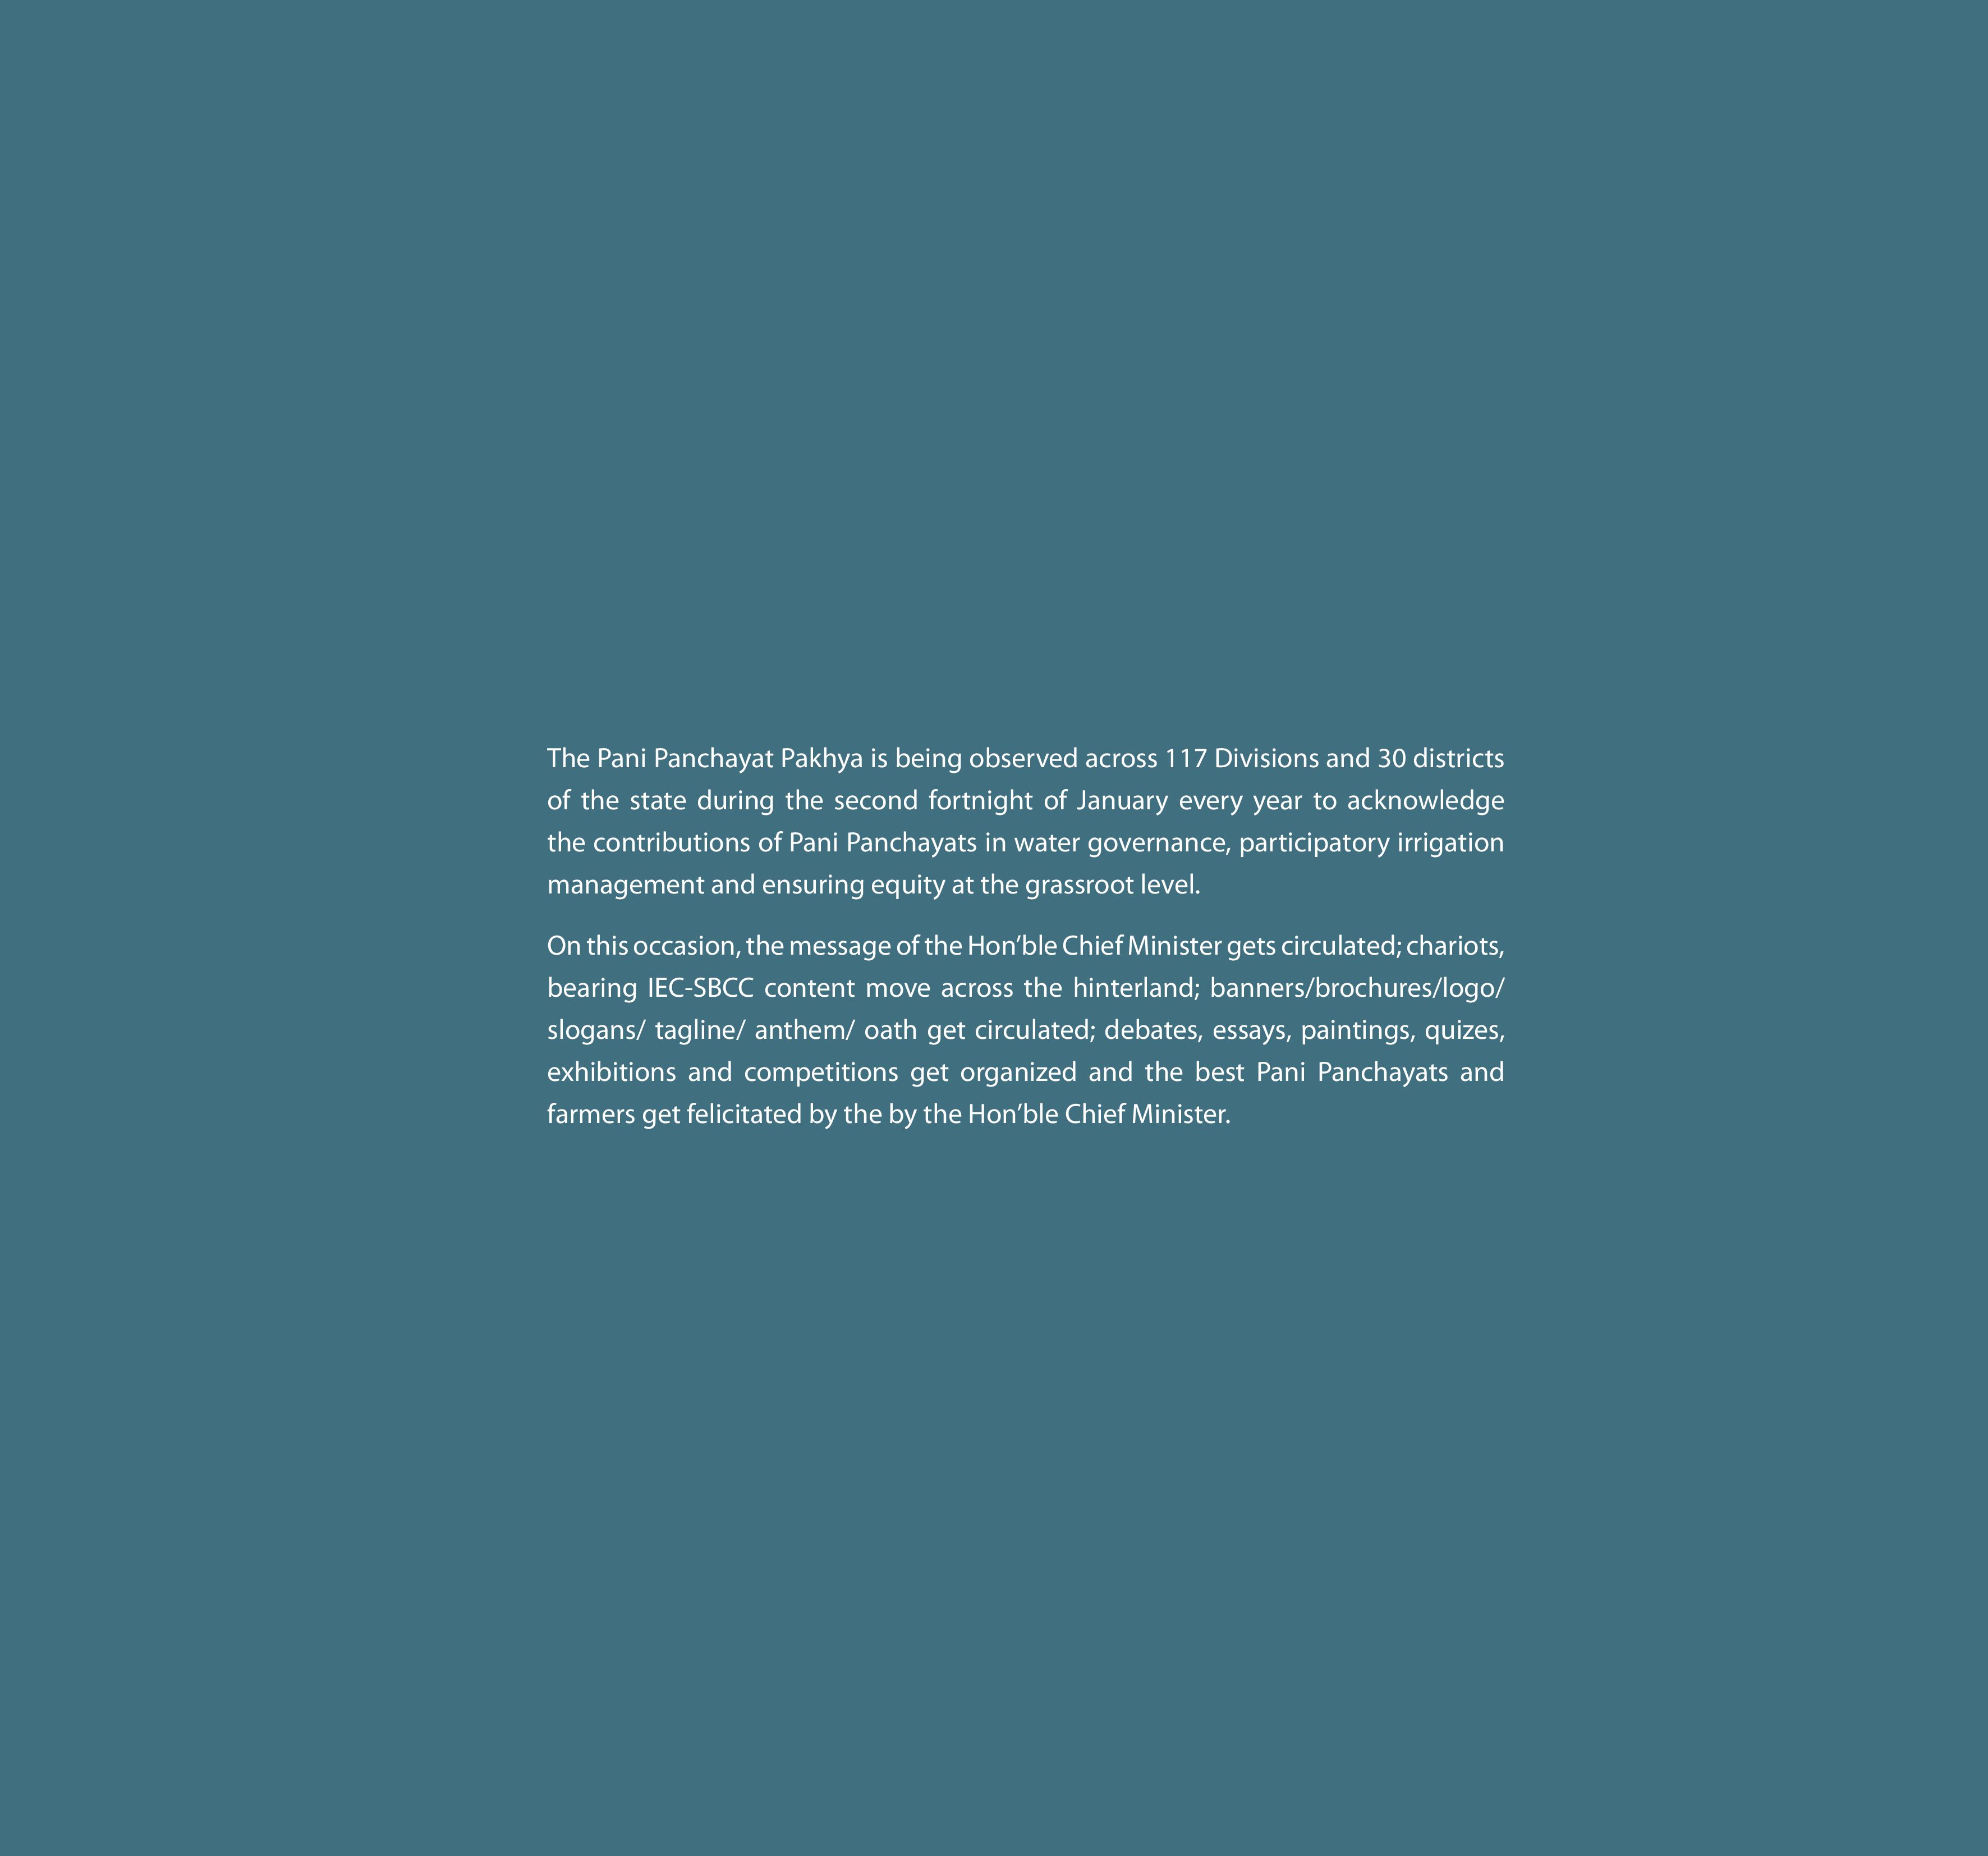 The Pani Panchayat Pakhya is being observed across 117 Divisions and 30 districts
of the state during the second fortnight of January every year to acknowledge
the contributions of Pani Panchayats in water governance, participatory irrigation
management and ensuring equity at the grassroot level.
On this occasion, the message of the Hon’ble Chief Minister gets circulated; chariots,
bearing IEC-SBCC content move across the hinterland; banners/brochures/logo/
slogans/ tagline/ anthem/ oath get circulated; debates, essays, paintings, quizes,
exhibitions and competitions get organized and the best Pani Panchayats and
farmers get felicitated by the by the Hon’ble Chief Minister.